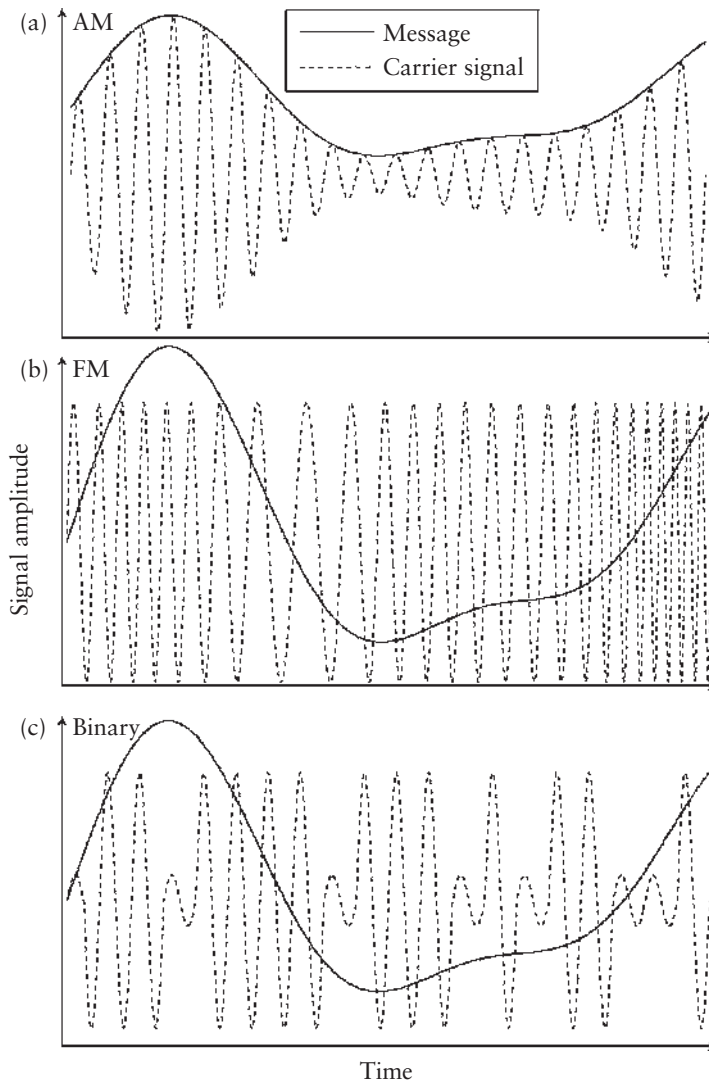 (a) AM
Message
Carrier signal
(b) FM
Signal amplitude
(c) Binary
Time